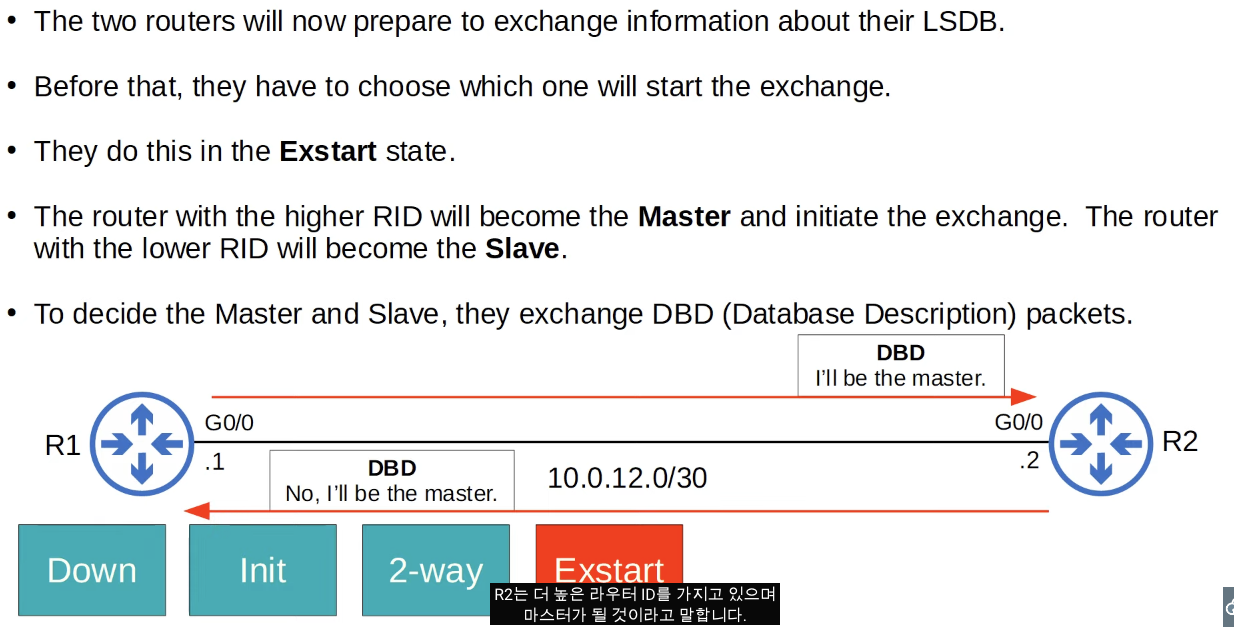 • The two routers will now prepare to exchange information about their LSDB.
• Before that, they have to choose which one will start the exchange.
• They do this in the Exstart state.
• The router with the higher RID will become the Master and initiate the exchange.  The router
with the lower RID will become the Slave.
• To decide the Master and Slave, they exchange DBD (Database Description) packets.
DBD
I'll be the master.
R1
G0/0
G0/0
R2
.1
.2
DBD
No, I'll be the master.
10.0.12.0/30
Down
Init
2-way
Exstart
R2는 더 높은 라우터 ID를 가지고 있으며
마스터가 될 것이라고 말합니다.